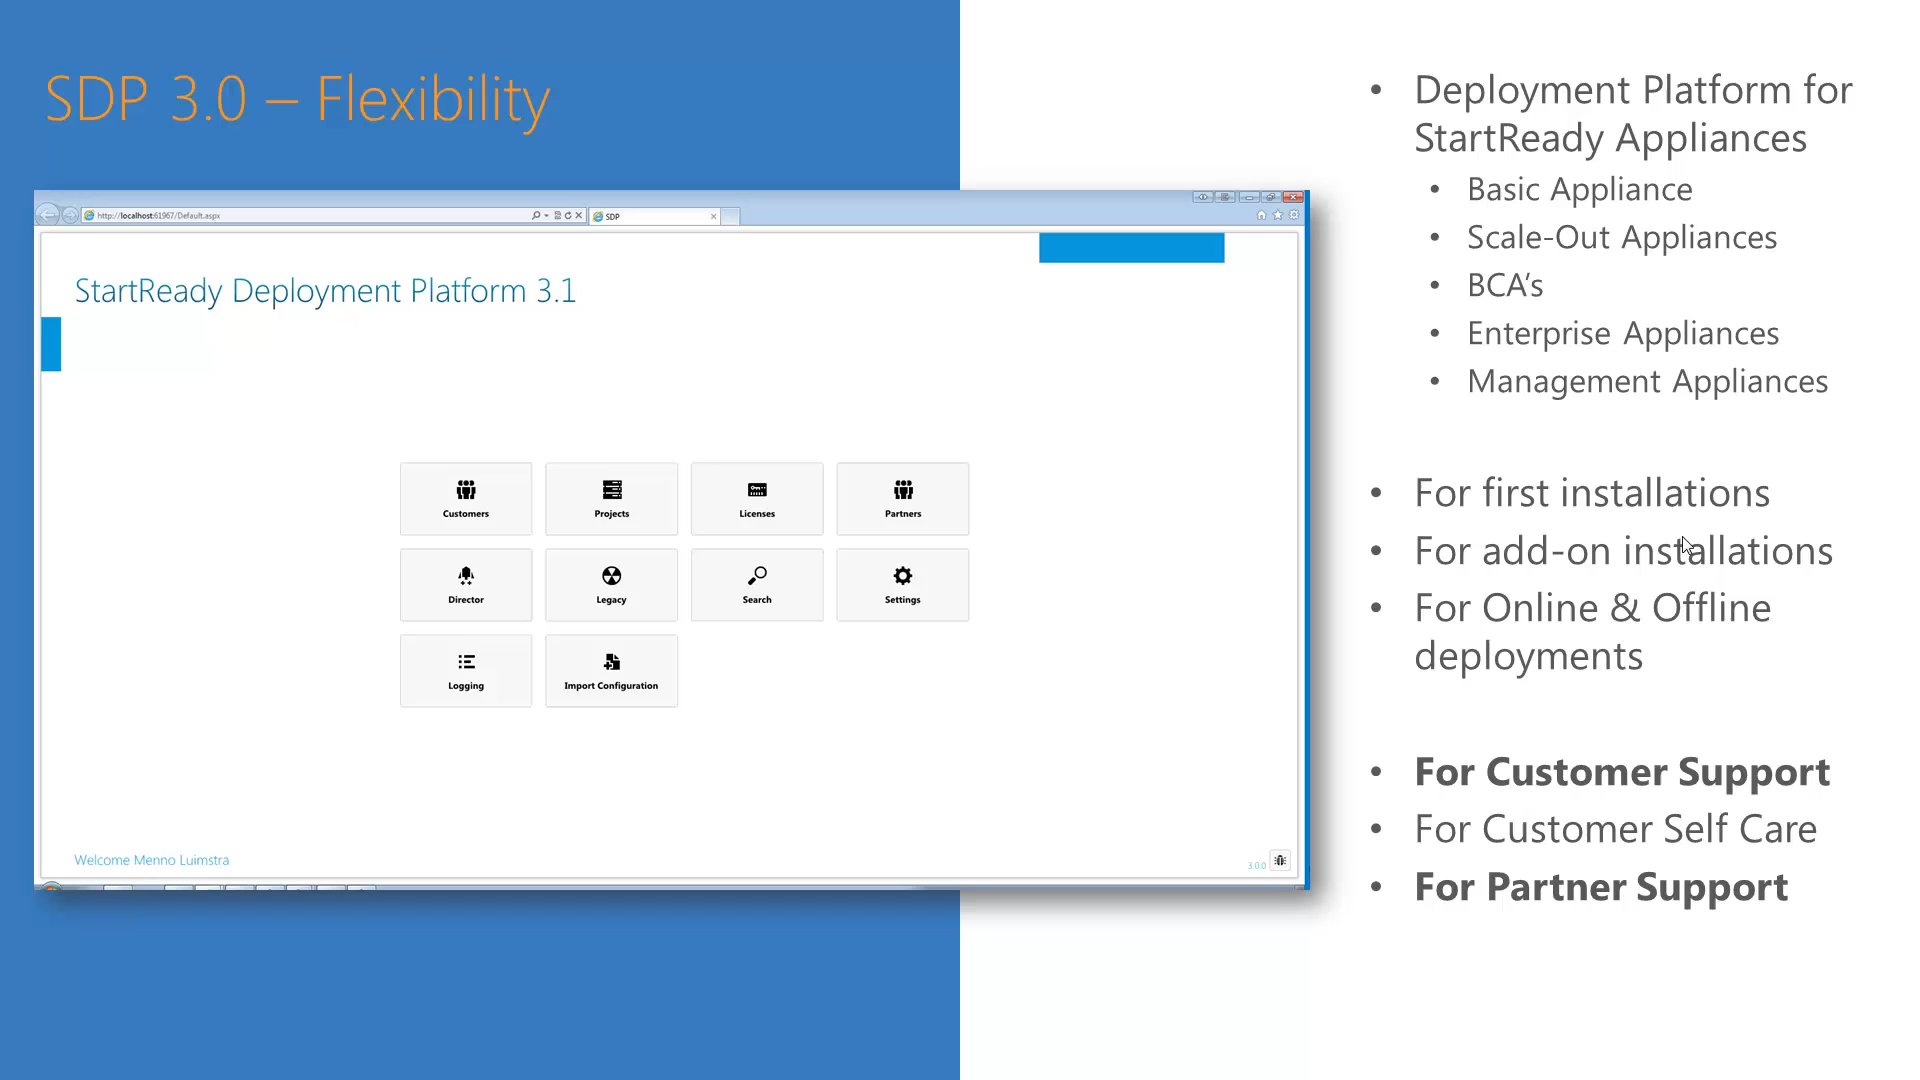 SDP 3.0 – Flexibility
http://localhost:61967/Default.aspx
SDP
StartReady Deployment Platform 3.1
Customers
Projects
Licenses
Partners
Director
Legacy
Search
Settings
Logging
Import Configuration
Welcome Menno Luimstra
3.0.0
• Deployment Platform for
StartReady Appliances
• Basic Appliance
• Scale-Out Appliances
• BCA’s
• Enterprise Appliances
• Management Appliances
• For first installations
• For add-on installations
• For Online & Offline
deployments
• For Customer Support
• For Customer Self Care
• For Partner Support